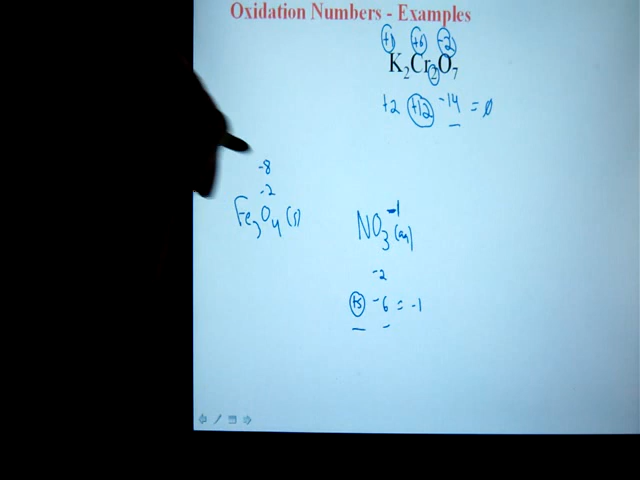 Oxidation Numbers - Examples
+1 +6 -2
K2Cr2O7
+2 +12 -14 = 0
-8
-2
Fe3O4(s)
NO3-1(aq)
-2
+5 -6 = -1